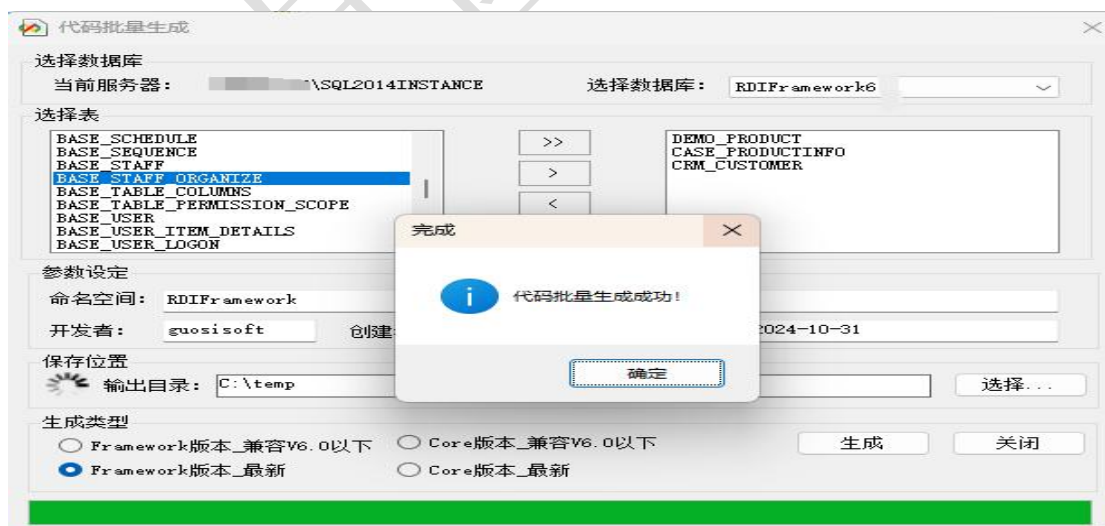 代码批量生成
选择数据库
当前服务器： \SQL2014INSTANCE 选择数据库： RDIFramework6
选择表
BASE_SCHEDULE
BASE_SEQUENCE
BASE_STAFF
BASE_STAFF_ORGANIZE
BASE_TABLE_COLUMNS
BASE_TABLE_PERMISSION_SCOPE
BASE_USER
BASE_USER_ITEM_DETAILS
BASE_USER_LOGON
>>
>
<
DEMO_PRODUCT
CASE_PRODUCTINFO
CRM_CUSTOMER
完成
代码批量生成成功!
确定
参数设定
命名空间： RDIFramework
开发者： guosisoft 创建 2024-10-31
保存位置
输出目录： C:\temp 选择...
生成类型
Framework版本_兼容V6.0以下 Core版本_兼容V6.0以下 生成 关闭
Framework版本_最新 Core版本_最新